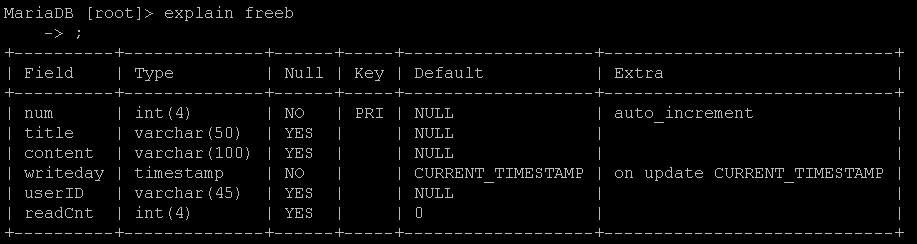 MariaDB [root]> explain freeb
    -> ;
+----------+--------------+------+-----+-------------------+-----------------------------+
| Field    | Type         | Null | Key | Default           | Extra                       |
+----------+--------------+------+-----+-------------------+-----------------------------+
| num      | int(4)       | NO   | PRI | NULL              | auto_increment              |
| title    | varchar(50)  | YES  |     | NULL              |                             |
| content  | varchar(100) | YES  |     | NULL              |                             |
| writeday | timestamp    | NO   |     | CURRENT_TIMESTAMP | on update CURRENT_TIMESTAMP |
| userID   | varchar(45)  | YES  |     | NULL              |                             |
| readCnt  | int(4)       | YES  |     | 0                 |                             |
+----------+--------------+------+-----+-------------------+-----------------------------+